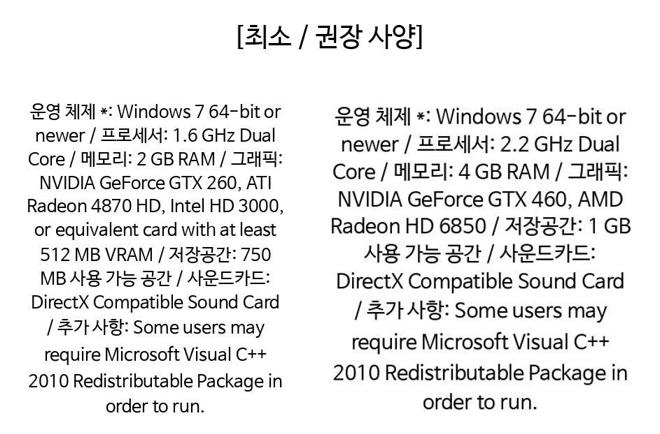 [최소 / 권장 사양]
운영 체제 *: Windows 7 64-bit or
newer / 프로세서: 1.6 GHz Dual
Core / 메모리: 2 GB RAM / 그래픽:
NVIDIA GeForce GTX 260, ATI
Radeon 4870 HD, Intel HD 3000,
or equivalent card with at least
512 MB VRAM / 저장공간: 750
MB 사용 가능 공간 / 사운드카드:
DirectX Compatible Sound Card
/ 추가 사항: Some users may
require Microsoft Visual C++
2010 Redistributable Package in
order to run.
운영 체제 *: Windows 7 64-bit or
newer / 프로세서: 2.2 GHz Dual
Core / 메모리: 4 GB RAM / 그래픽:
NVIDIA GeForce GTX 460, AMD
Radeon HD 6850 / 저장공간: 1 GB
사용 가능 공간 / 사운드카드:
DirectX Compatible Sound Card
/ 추가 사항: Some users may
require Microsoft Visual C++
2010 Redistributable Package in
order to run.